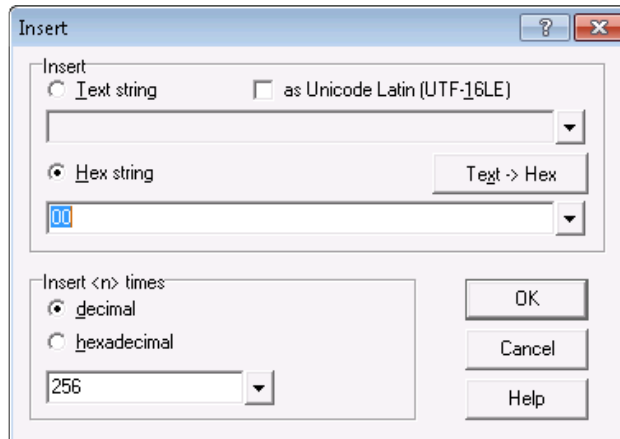 Insert
Insert
Text string
as Unicode Latin (UTF-16LE)
Hex string
Text -> Hex
00
Insert <n> times
decimal
hexadecimal
256
OK
Cancel
Help